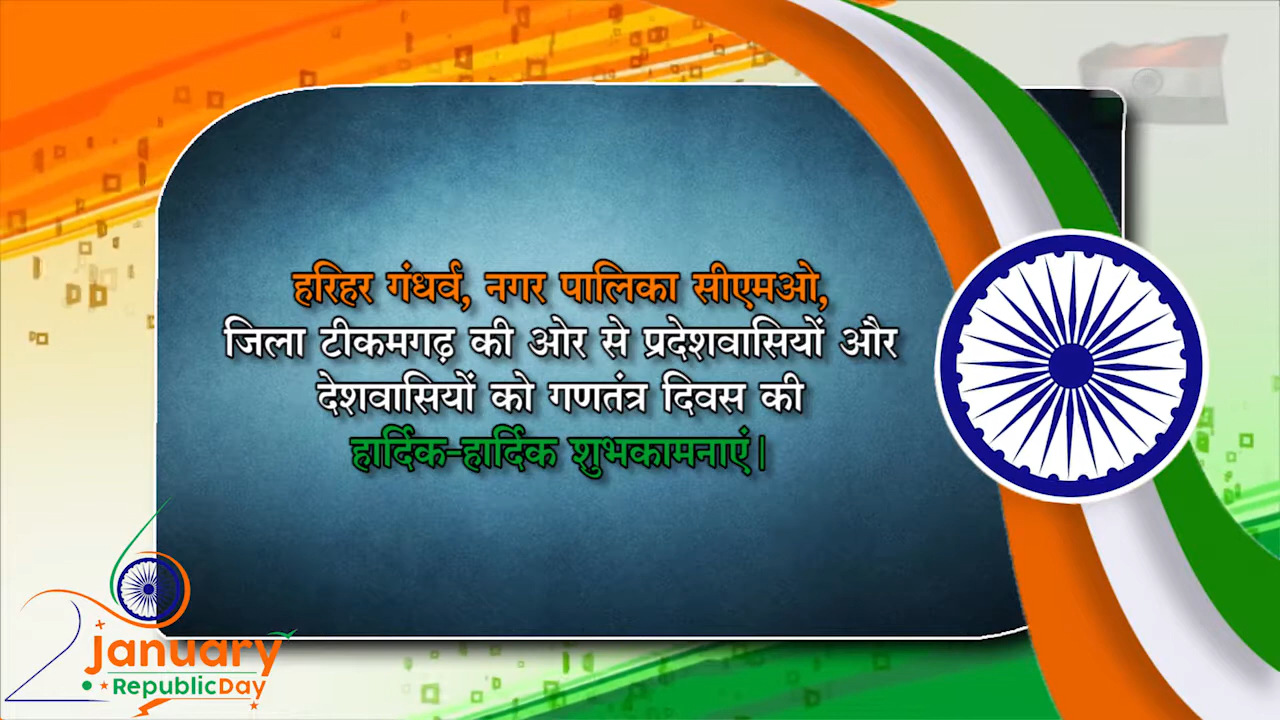 हरिहर गंधर्व, नगर पालिका सीएमओ,
जिला टीकमगढ़ की ओर से प्रदेशवासियों और
देशवासियों को गणतंत्र दिवस की
हार्दिक-हार्दिक शुभकामनाएं।
26
January
Republic Day